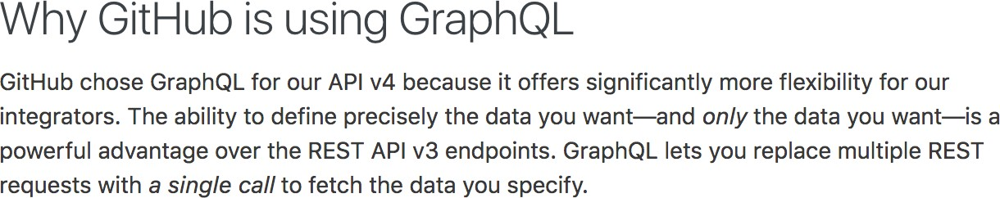 Why GitHub is using GraphQL
GitHub chose GraphQL for our API v4 because it offers significantly more flexibility for our
integrators. The ability to define precisely the data you want—and only the data you want—is a
powerful advantage over the REST API v3 endpoints. GraphQL lets you replace multiple REST
requests with a single call to fetch the data you specify.